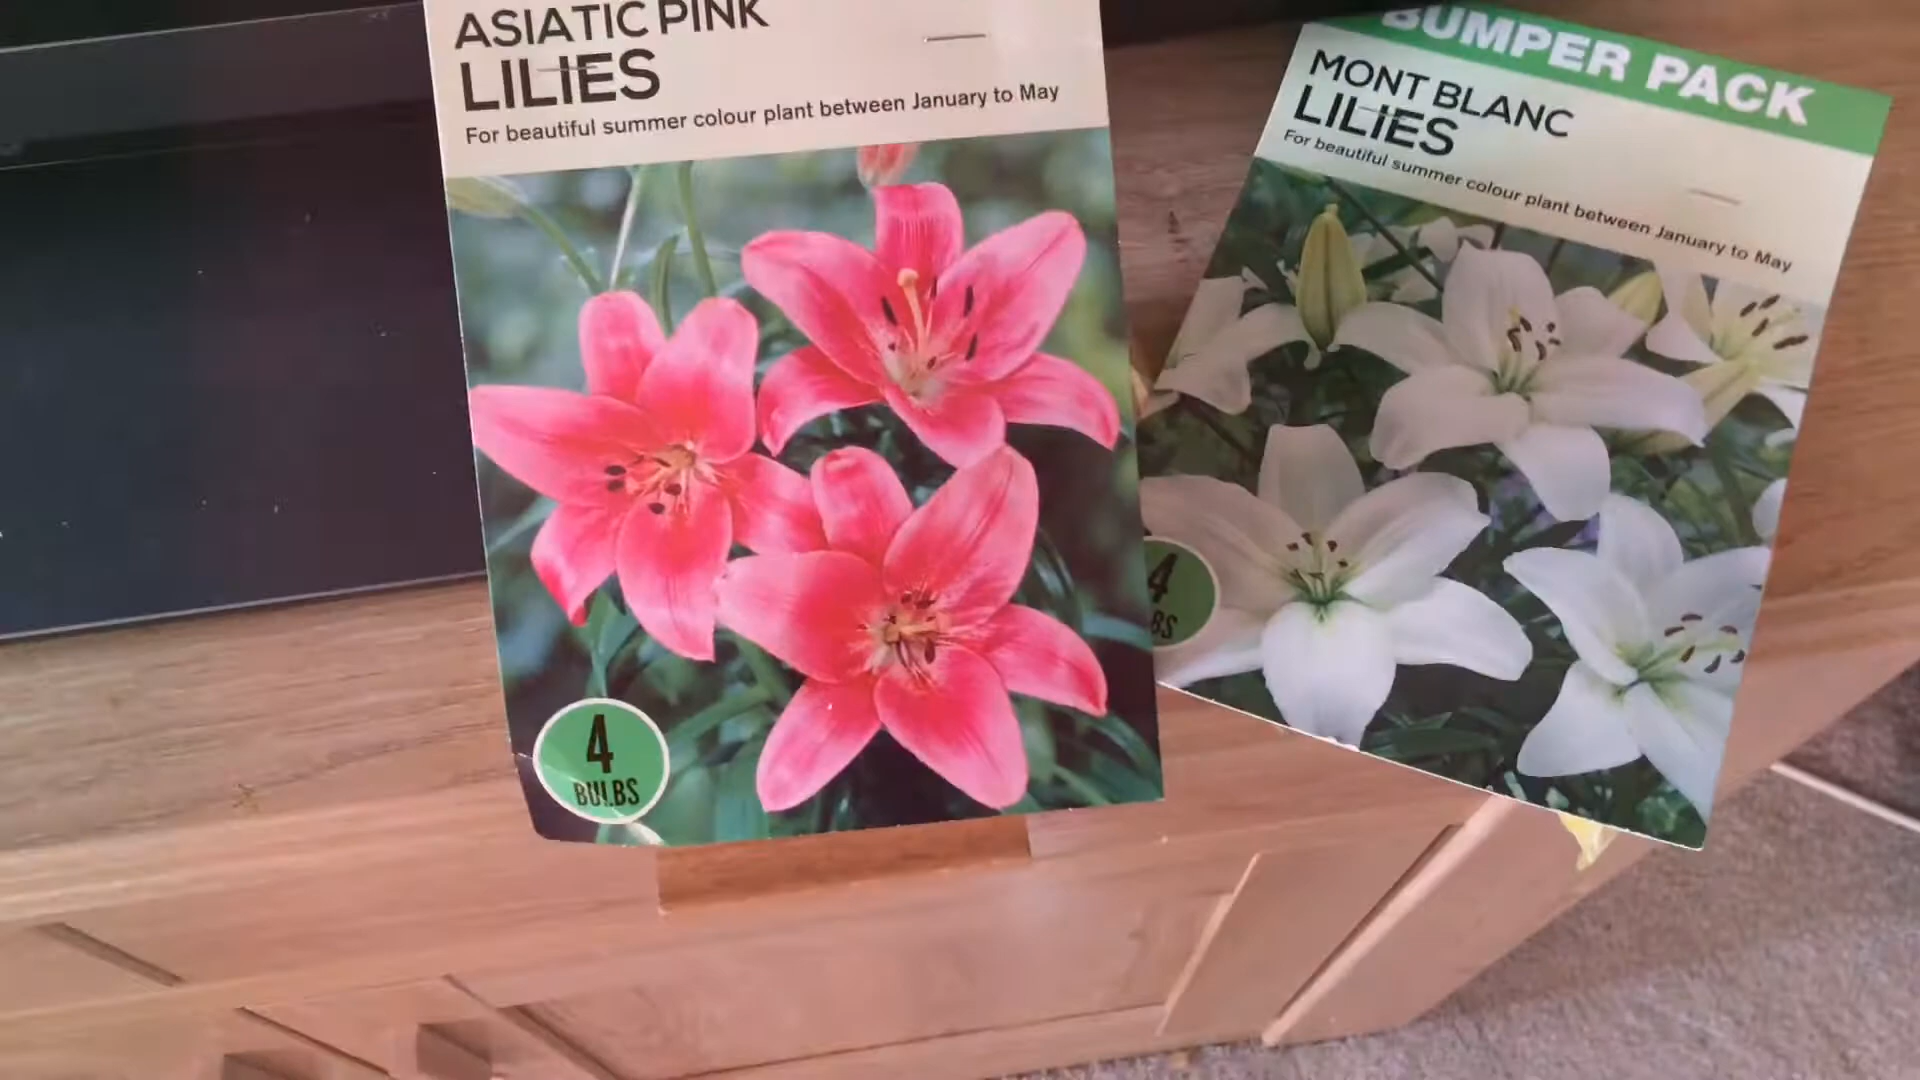 ASIATIC PINK
LILIES
For beautiful summer colour plant between January to May
4
BULBS
BUMPER PACK
MONT BLANC
LILIES
For beautiful summer colour plant between January to May
4
BS